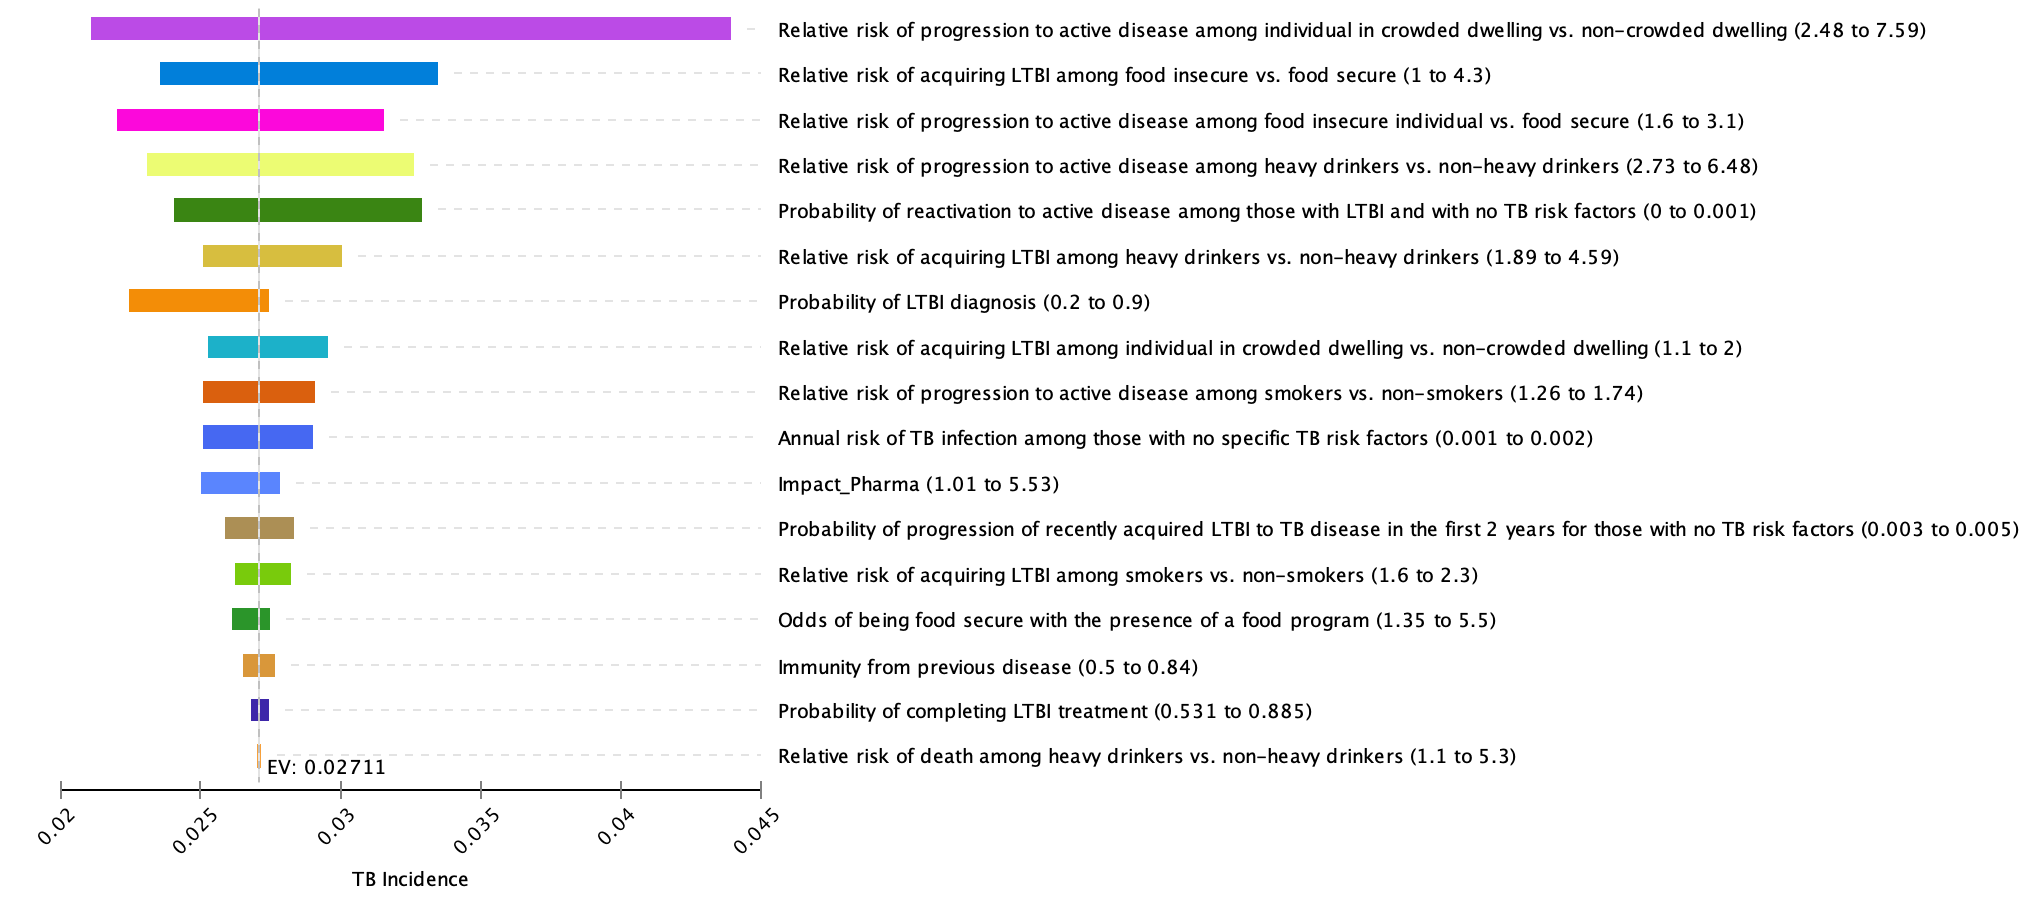 Relative risk of progression to active disease among individual in crowded dwelling vs. non-crowded dwelling (2.48 to 7.59)
Relative risk of acquiring LTBI among food insecure vs. food secure (1 to 4.3)
Relative risk of progression to active disease among food insecure individual vs. food secure (1.6 to 3.1)
Relative risk of progression to active disease among heavy drinkers vs. non-heavy drinkers (2.73 to 6.48)
Probability of reactivation to active disease among those with LTBI and with no TB risk factors (0 to 0.001)
Relative risk of acquiring LTBI among heavy drinkers vs. non-heavy drinkers (1.89 to 4.59)
Probability of LTBI diagnosis (0.2 to 0.9)
Relative risk of acquiring LTBI among individual in crowded dwelling vs. non-crowded dwelling (1.1 to 2)
Relative risk of progression to active disease among smokers vs. non-smokers (1.26 to 1.74)
Annual risk of TB infection among those with no specific TB risk factors (0.001 to 0.002)
Impact_Pharma (1.01 to 5.53)
Probability of progression of recently acquired LTBI to TB disease in the first 2 years for those with no TB risk factors (0.003 to 0.005)
Relative risk of acquiring LTBI among smokers vs. non-smokers (1.6 to 2.3)
Odds of being food secure with the presence of a food program (1.35 to 5.5)
Immunity from previous disease (0.5 to 0.84)
Probability of completing LTBI treatment (0.531 to 0.885)
Relative risk of death among heavy drinkers vs. non-heavy drinkers (1.1 to 5.3)
EV: 0.02711
0.02 0.025 0.03 0.035 0.04 0.045
TB Incidence